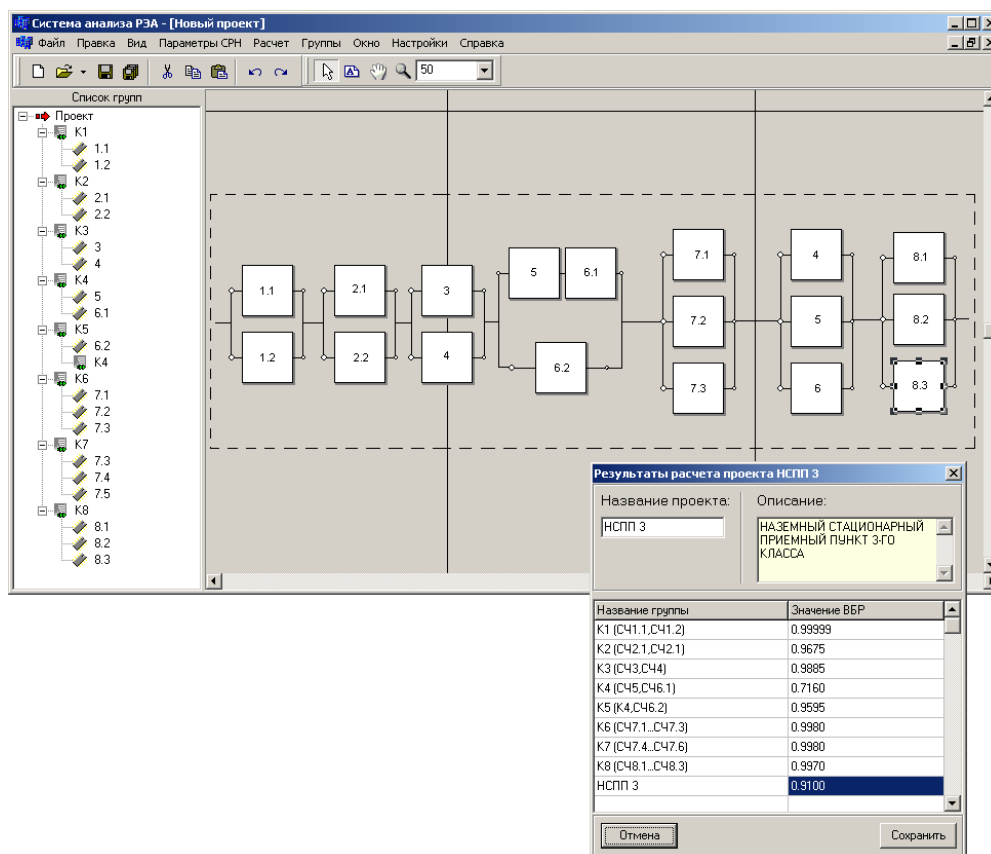 Система анализа РЭА - [Новый проект]
Файл Правка Вид Параметры СРН Расчет Группы Окно Настройки Справка
50
Список групп
Проект
К1
1.1
1.2
К2
2.1
2.2
К3
3
4
К4
5
6.1
К5
6.2
К4
К6
7.1
7.2
7.3
К7
7.3
7.4
7.5
К8
8.1
8.2
8.3
1.1
1.2
2.1
2.2
3
4
5
6.1
6.2
7.1
7.2
7.3
4
5
6
8.1
8.2
8.3
Результаты расчета проекта НСПП 3
Название проекта:
НСПП 3
Описание:
НАЗЕМНЫЙ СТАЦИОНАРНЫЙ
ПРИЕМНЫЙ ПУНКТ 3-ГО
КЛАССА
Название группы Значение ВБР
К1 (СЧ1.1,СЧ1.2) 0.99999
К2 (СЧ2.1,СЧ2.1) 0.9675
К3 (СЧ3,СЧ4) 0.9885
К4 (СЧ5,СЧ6.1) 0.7160
К5 (К4,СЧ6.2) 0.9595
К6 (СЧ7.1...СЧ7.3) 0.9980
К7 (СЧ7.4...СЧ7.6) 0.9980
К8 (СЧ8.1...СЧ8.3) 0.9970
НСПП 3 0.9100
Отмена Сохранить